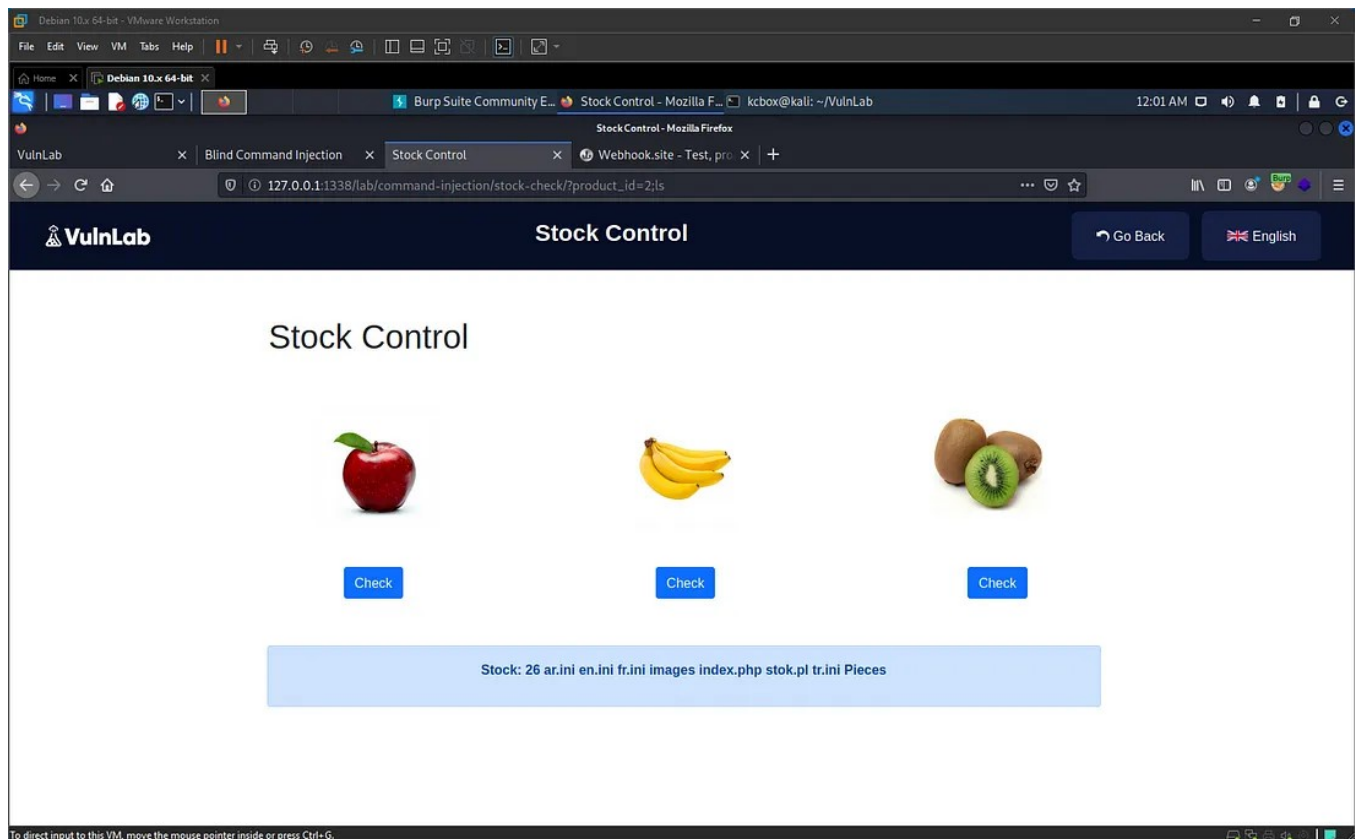 Debian 10.x 64-bit - VMware Workstation
File Edit View VM Tabs Help
Home Debian 10.x 64-bit
Burp Suite Community E... Stock Control - Mozilla F... kcbox@kali: ~/VulnLab 12:01 AM
Stock Control - Mozilla Firefox
VulnLab Blind Command Injection Stock Control Webhook.site - Test, pro
127.0.0.1:1338/lab/command-injection/stock-check/?product_id=2;ls Burp
VulnLab Stock Control Go Back English
Stock Control
Check Check Check
Stock: 26 ar.ini en.ini fr.ini images index.php stok.pl tr.ini Pieces
To direct input to this VM, move the mouse pointer inside or press Ctrl+G.